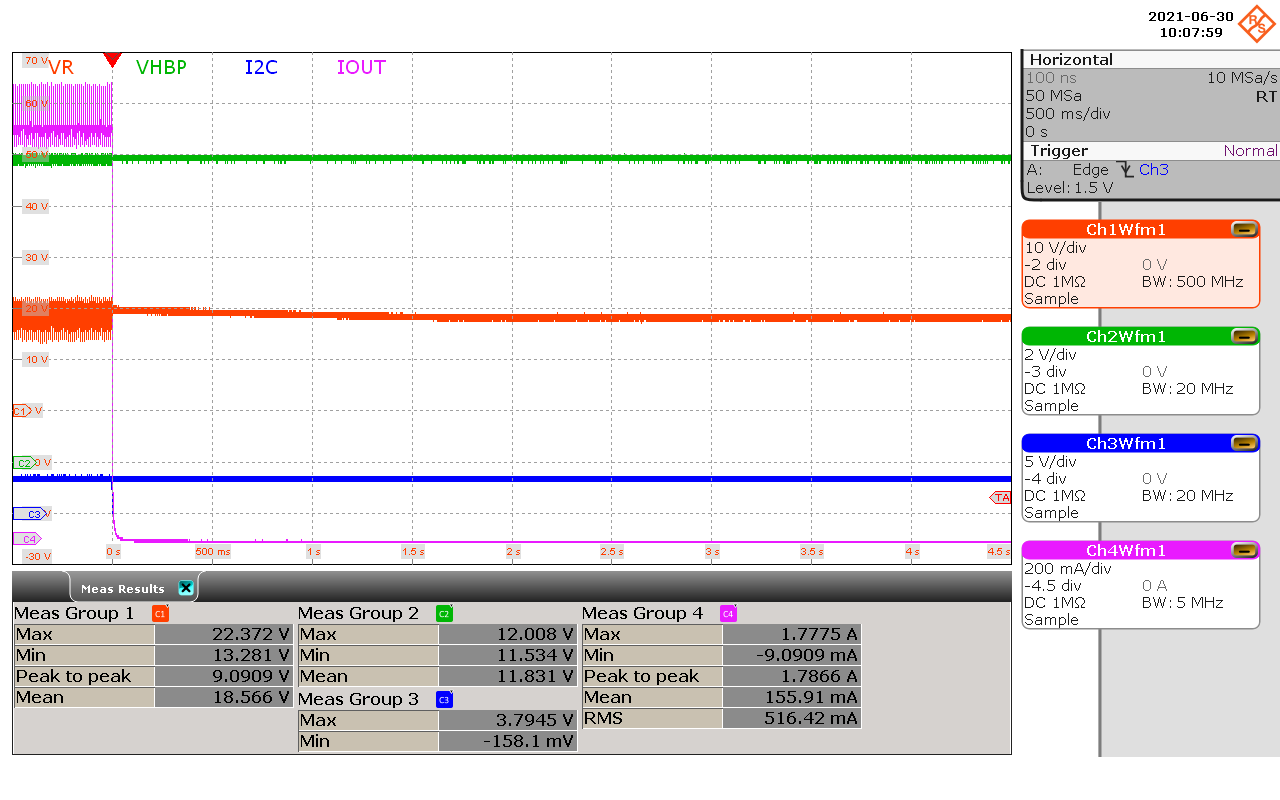 2021-06-30
10:07:59
R S
VR VHBP I2C IOUT
70 V
60 V
50 V
40 V
30 V
20 V
10 V
C1 V
C2 0 V
C3 V
C4
-30 V
TA
0 s 500 ms 1 s 1.5 s 2 s 2.5 s 3 s 3.5 s 4 s 4.5 s
Horizontal
100 ns 10 MSa/s
50 MSa RT
500 ms/div
0 s
Trigger Normal
A: Edge Ch3
Level: 1.5 V
Ch1Wfm1
10 V/div
-2 div 0 V
DC 1MΩ BW: 500 MHz
Sample
Ch2Wfm1
2 V/div
-3 div 0 V
DC 1MΩ BW: 20 MHz
Sample
Ch3Wfm1
5 V/div
-4 div 0 V
DC 1MΩ BW: 20 MHz
Sample
Ch4Wfm1
200 mA/div
-4.5 div 0 A
DC 1MΩ BW: 5 MHz
Sample
Meas Results
Meas Group 1 C1
Max 22.372 V
Min 13.281 V
Peak to peak 9.0909 V
Mean 18.566 V
Meas Group 2 C2
Max 12.008 V
Min 11.534 V
Mean 11.831 V
Meas Group 3 C3
Max 3.7945 V
Min -158.1 mV
Meas Group 4 C4
Max 1.7775 A
Min -9.0909 mA
Peak to peak 1.7866 A
Mean 155.91 mA
RMS 516.42 mA